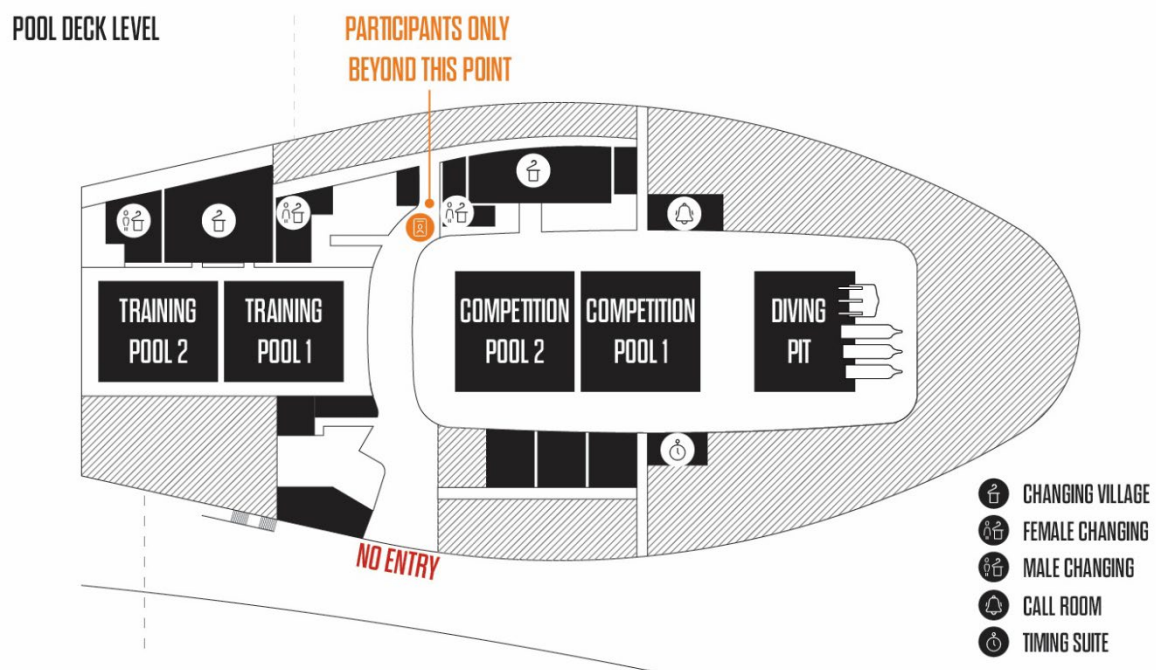 POOL DECK LEVEL
PARTICIPANTS ONLY
BEYOND THIS POINT
TRAINING
POOL 2
TRAINING
POOL 1
COMPETITION
POOL 2
COMPETITION
POOL 1
DIVING
PIT
NO ENTRY
CHANGING VILLAGE
FEMALE CHANGING
MALE CHANGING
CALL ROOM
TIMING SUITE